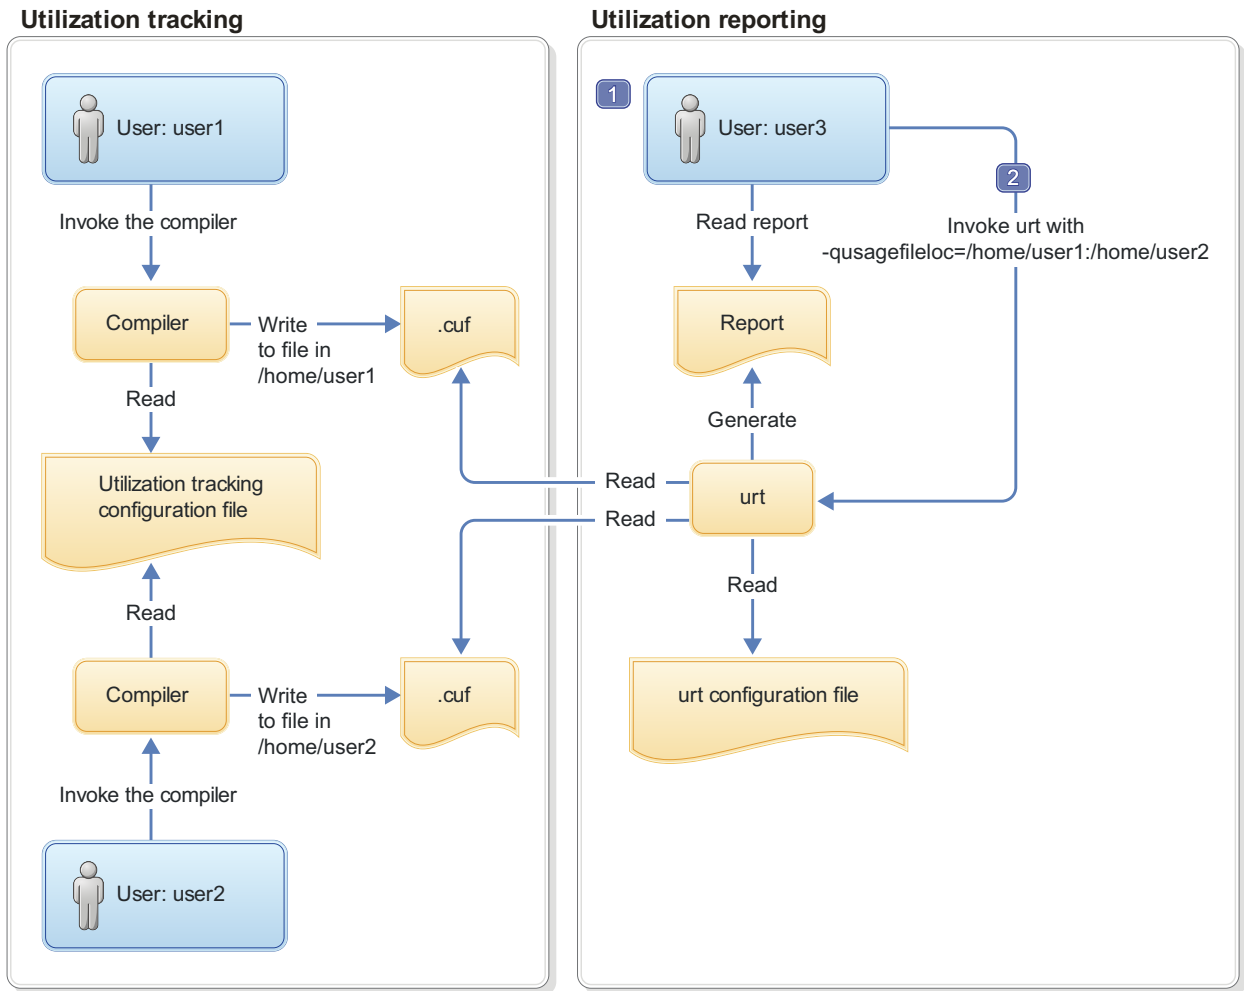 Utilization tracking
User: user1
Invoke the compiler
Compiler
Write
to file in
/home/user1
.cuf
Read
Utilization tracking
configuration file
Read
Compiler
Write
to file in
/home/user2
.cuf
Invoke the compiler
User: user2
Utilization reporting
1
User: user3
2
Read report
Invoke urt with
-qusagefileloc=/home/user1:/home/user2
Report
Generate
Read
Read
urt
Read
urt configuration file